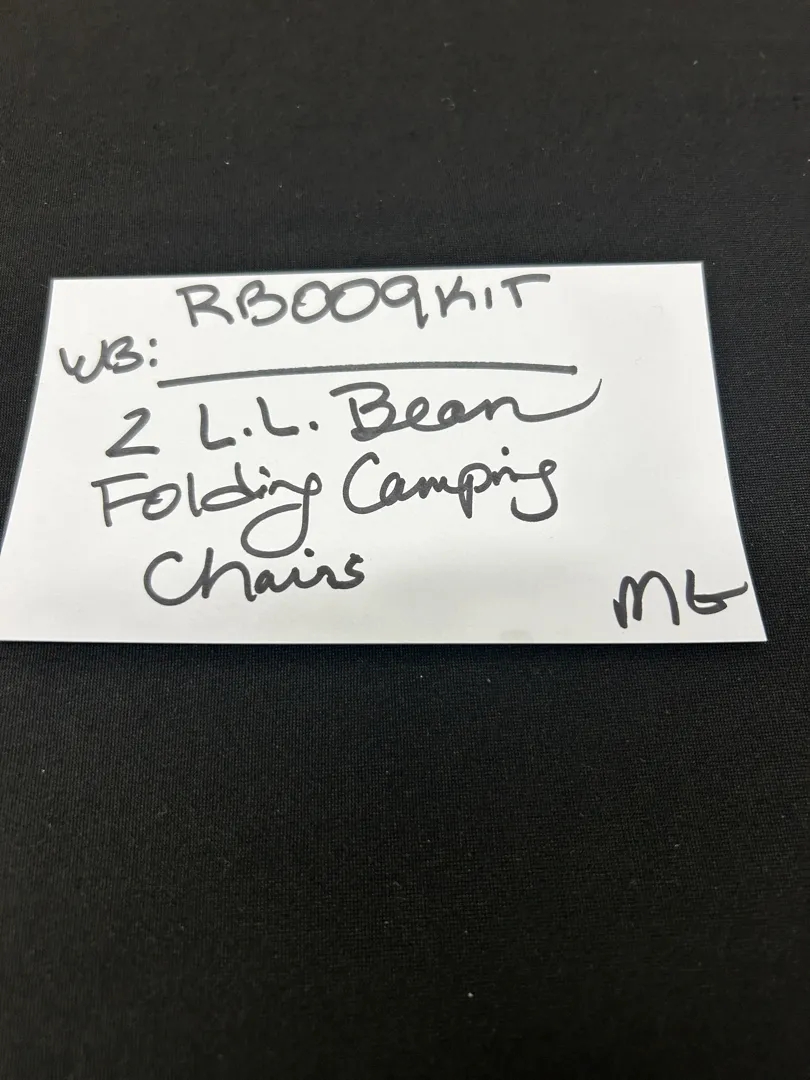 RB009KIT
WB:
2 L.L. Bean
Folding Camping
Chairs
MG